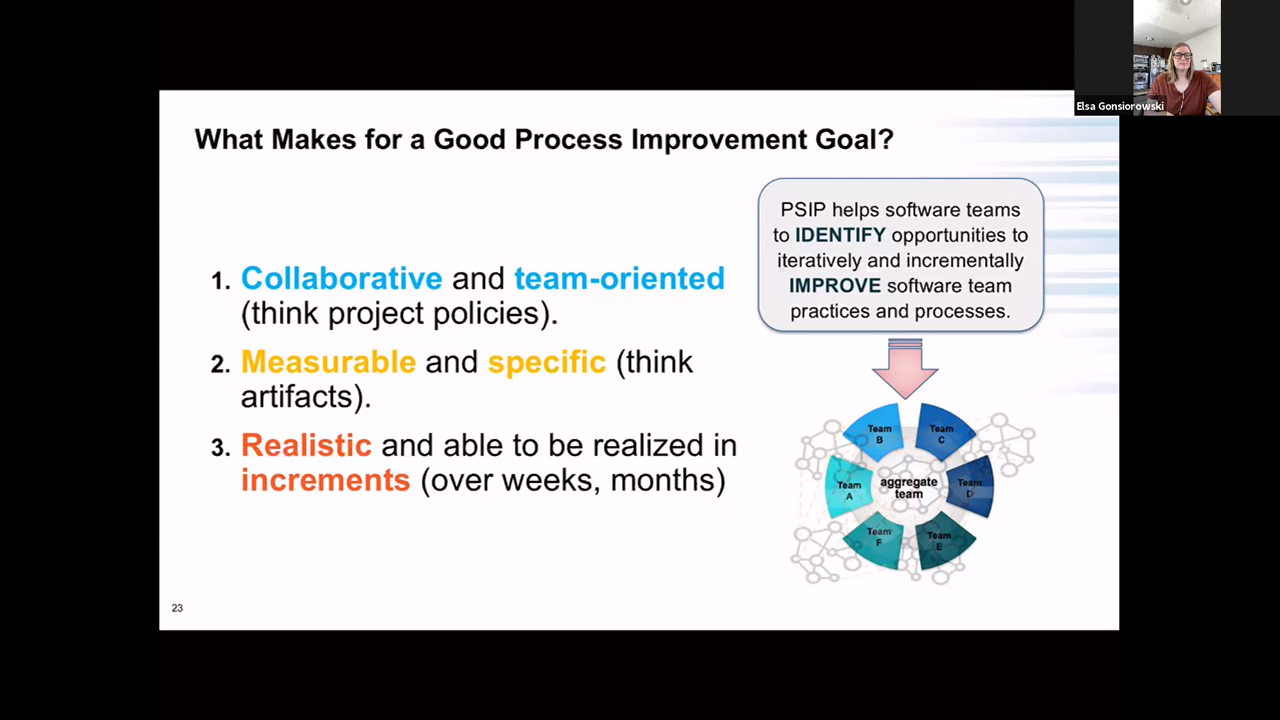 Elsa Gonsiorowski
What Makes for a Good Process Improvement Goal?
1. Collaborative and team-oriented
(think project policies).
2. Measurable and specific (think
artifacts).
3. Realistic and able to be realized in
increments (over weeks, months)
PSIP helps software teams
to IDENTIFY opportunities to
iteratively and incrementally
IMPROVE software team
practices and processes.
Team
B
Team
C
Team
A
aggregate
team
Team
D
Team
F
Team
E
23